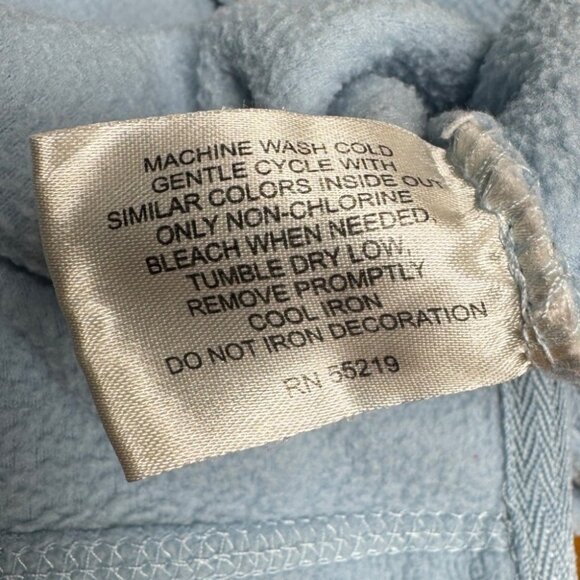 MACHINE WASH COLD
GENTLE CYCLE WITH
SIMILAR COLORS INSIDE OUT
ONLY NON-CHLORINE
BLEACH WHEN NEEDED,
TUMBLE DRY LOW,
REMOVE PROMPTLY
COOL IRON
DO NOT IRON DECORATION
RN 55219